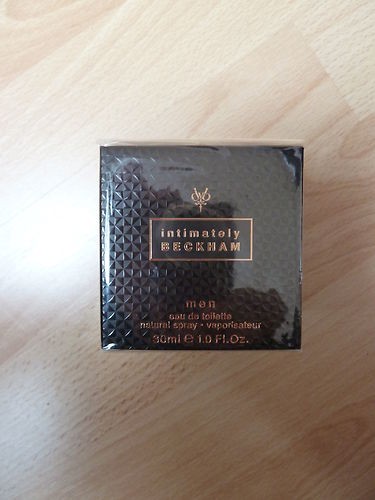 intimately
BECKHAM
men
eau de toilette
natural spray - vaporisateur
30ml e 1.0 Fl.Oz.